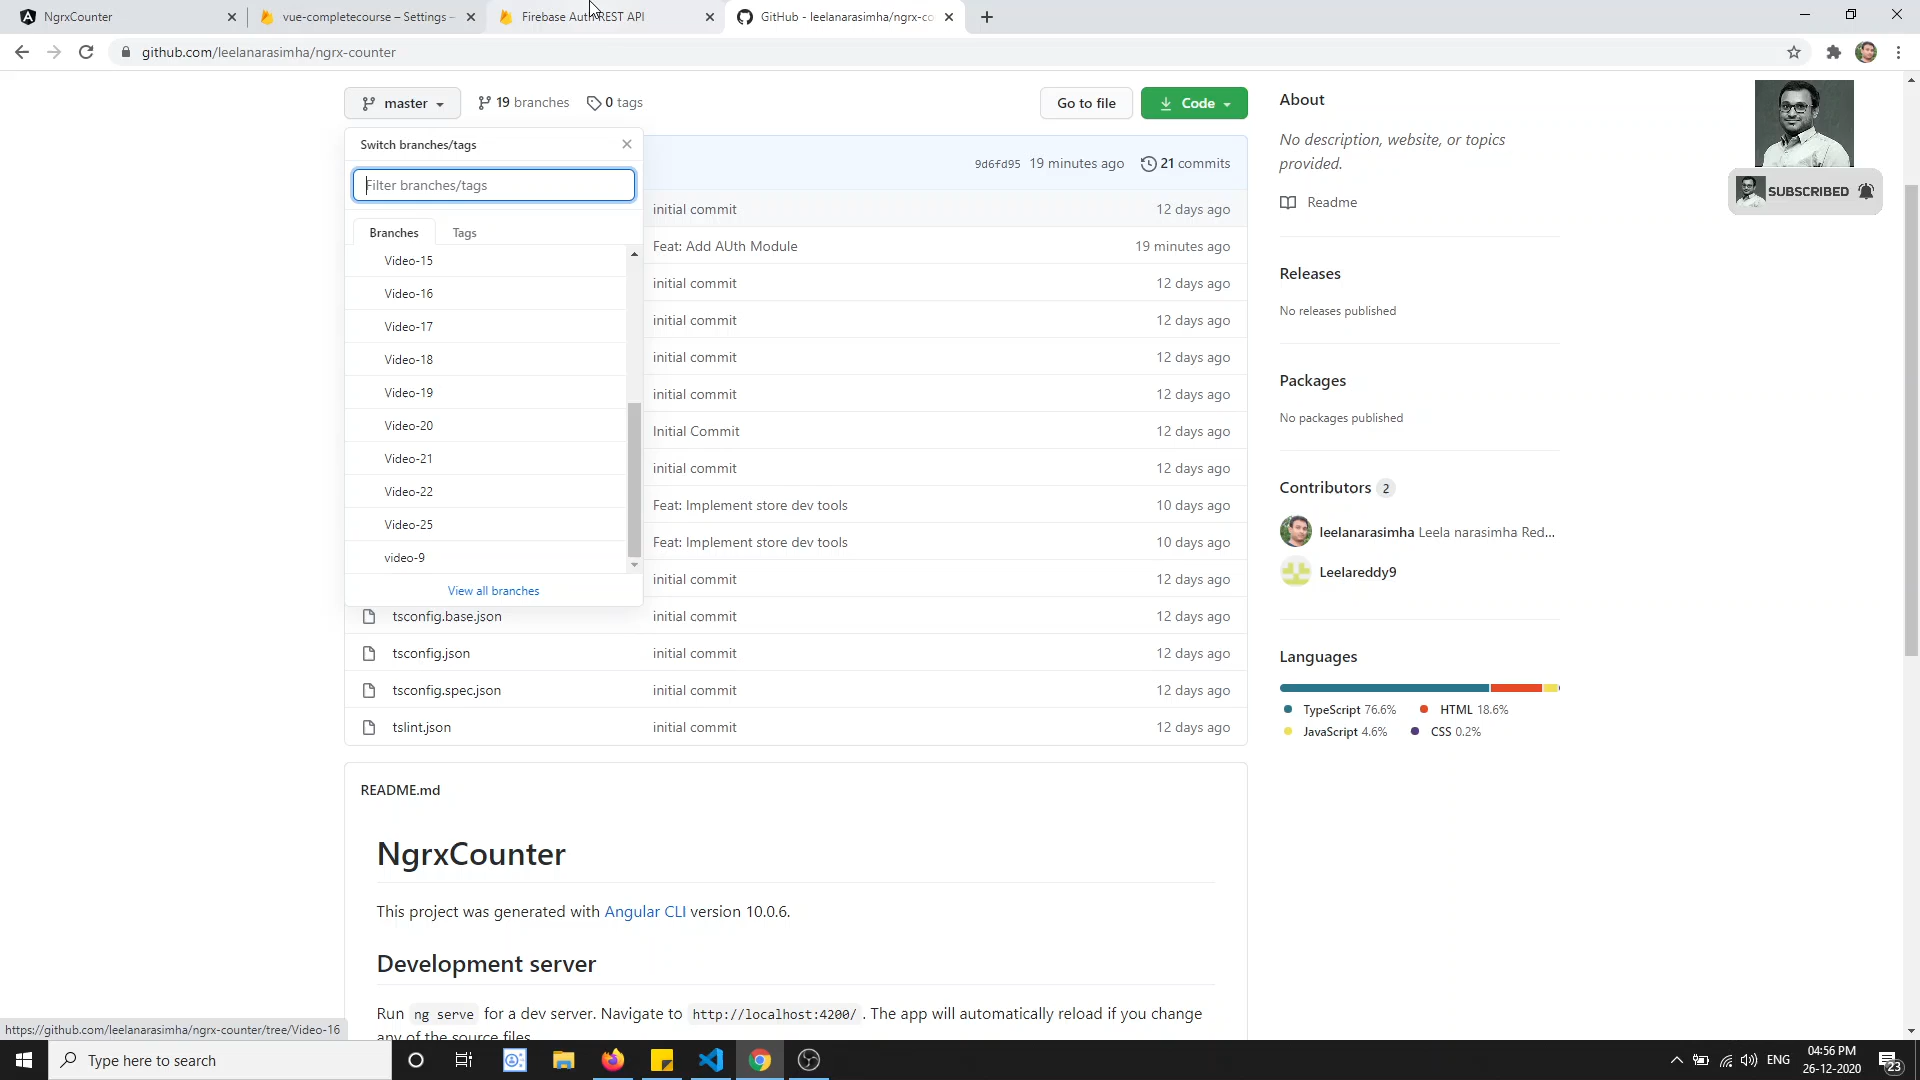 NgrxCounter
vue-completecourse – Settings –
Firebase Auth REST API
GitHub - leelanarasimha/ngrx-co
github.com/leelanarasimha/ngrx-counter
master
19 branches
0 tags
Go to file
Code
Switch branches/tags
Filter branches/tags
Branches
Tags
Video-15
Video-16
Video-17
Video-18
Video-19
Video-20
Video-21
Video-22
Video-25
video-9
View all branches
9d6fd95 19 minutes ago 21 commits
initial commit 12 days ago
Feat: Add AUth Module 19 minutes ago
initial commit 12 days ago
initial commit 12 days ago
initial commit 12 days ago
initial commit 12 days ago
Initial Commit 12 days ago
initial commit 12 days ago
Feat: Implement store dev tools 10 days ago
Feat: Implement store dev tools 10 days ago
initial commit 12 days ago
tsconfig.base.json initial commit 12 days ago
tsconfig.json initial commit 12 days ago
tsconfig.spec.json initial commit 12 days ago
tslint.json initial commit 12 days ago
README.md
NgrxCounter
This project was generated with Angular CLI version 10.0.6.
Development server
Run ng serve for a dev server. Navigate to http://localhost:4200/ . The app will automatically reload if you change
any of the source files.
About
No description, website, or topics
provided.
Readme
Releases
No releases published
Packages
No packages published
Contributors 2
leelanarasimha Leela narasimha Red...
Leelareddy9
Languages
TypeScript 76.6% HTML 18.6%
JavaScript 4.6% CSS 0.2%
SUBSCRIBED
https://github.com/leelanarasimha/ngrx-counter/tree/Video-16
Type here to search
ENG
04:56 PM
26-12-2020
23